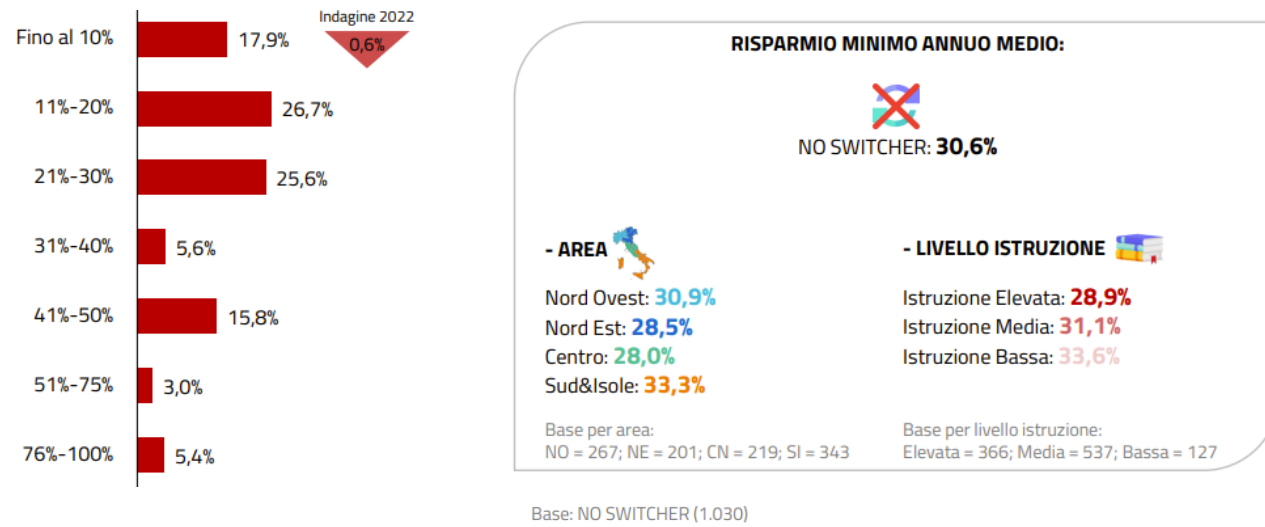 Indagine 2022
0,6%
Fino al 10%
17,9%
11%-20%
26,7%
21%-30%
25,6%
31%-40%
5,6%
41%-50%
15,8%
51%-75%
3,0%
76%-100%
5,4%
RISPARMIO MINIMO ANNUO MEDIO:
NO SWITCHER: 30,6%
- AREA
Nord Ovest: 30,9%
Nord Est: 28,5%
Centro: 28,0%
Sud&Isole: 33,3%
Base per area:
NO = 267; NE = 201; CN = 219; SI = 343
- LIVELLO ISTRUZIONE
Istruzione Elevata: 28,9%
Istruzione Media: 31,1%
Istruzione Bassa: 33,6%
Base per livello istruzione:
Elevata = 366; Media = 537; Bassa = 127
Base: NO SWITCHER (1.030)